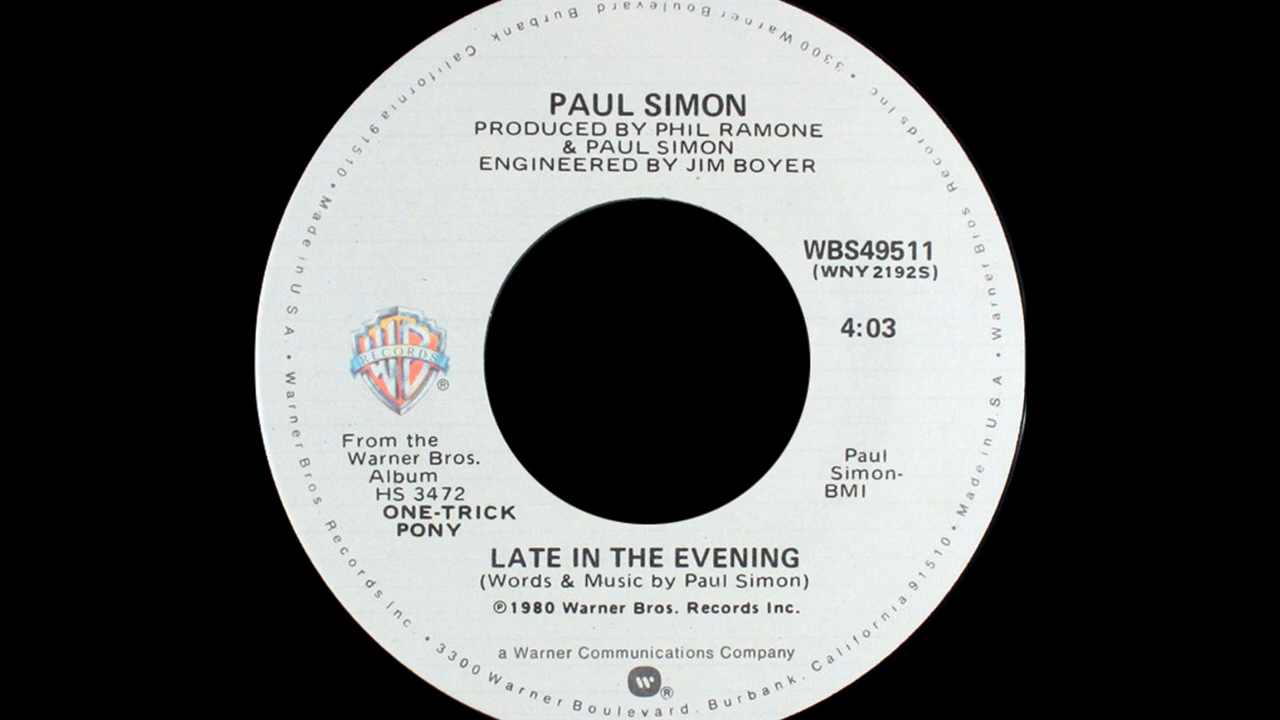 PAUL SIMON
PRODUCED BY PHIL RAMONE
& PAUL SIMON
ENGINEERED BY JIM BOYER
WBS49511
(WNY 2192S)
4:03
WB
RECORDS
®
From the
Warner Bros.
Album
HS 3472
ONE-TRICK
PONY
Paul
Simon-
BMI
LATE IN THE EVENING
(Words & Music by Paul Simon)
℗1980 Warner Bros. Records Inc.
a Warner Communications Company
W ®
• Warner Bros. Records Inc. • 3300 Warner Boulevard. Burbank. California 91510 • Made in U.S.A. • Warner Bros Records Inc • 3300 Warner Boulevard Burbank California 91510 • Made in U S A